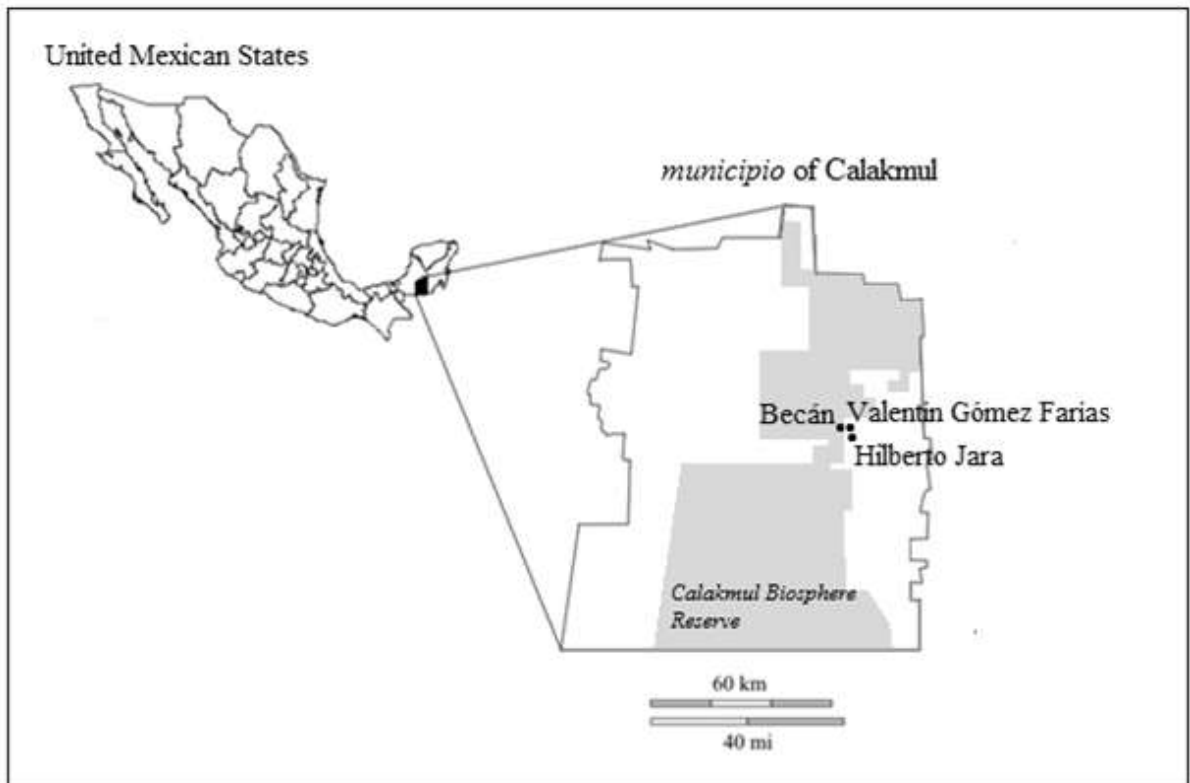 United Mexican States
municipio of Calakmul
Becán
Valentín Gómez Farias
Hilberto Jara
Calakmul Biosphere
Reserve
60 km
40 mi